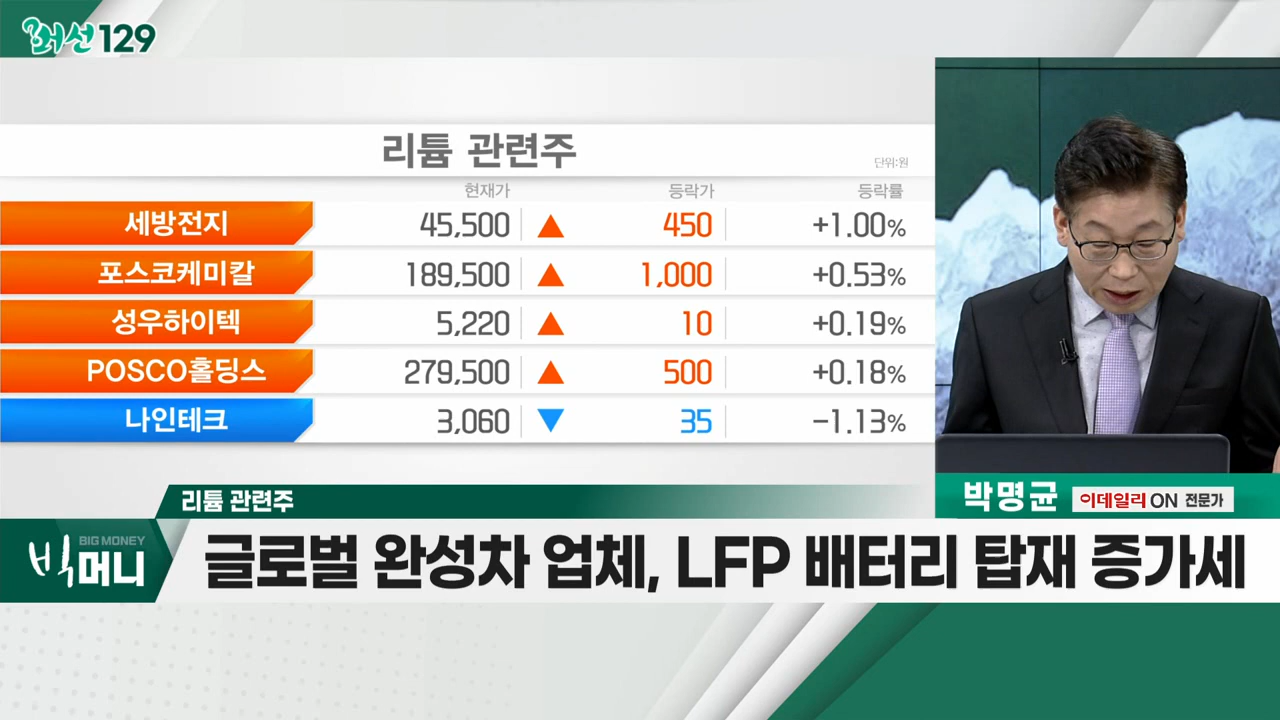 머선129
리튬 관련주
단위:원
현재가 등락가 등락률
세방전지 45,500 ▲ 450 +1.00%
포스코케미칼 189,500 ▲ 1,000 +0.53%
성우하이텍 5,220 ▲ 10 +0.19%
POSCO홀딩스 279,500 ▲ 500 +0.18%
나인테크 3,060 ▼ 35 -1.13%
박명균 이데일리ON 전문가
리튬 관련주
BIG MONEY
빅머니
글로벌 완성차 업체, LFP 배터리 탑재 증가세